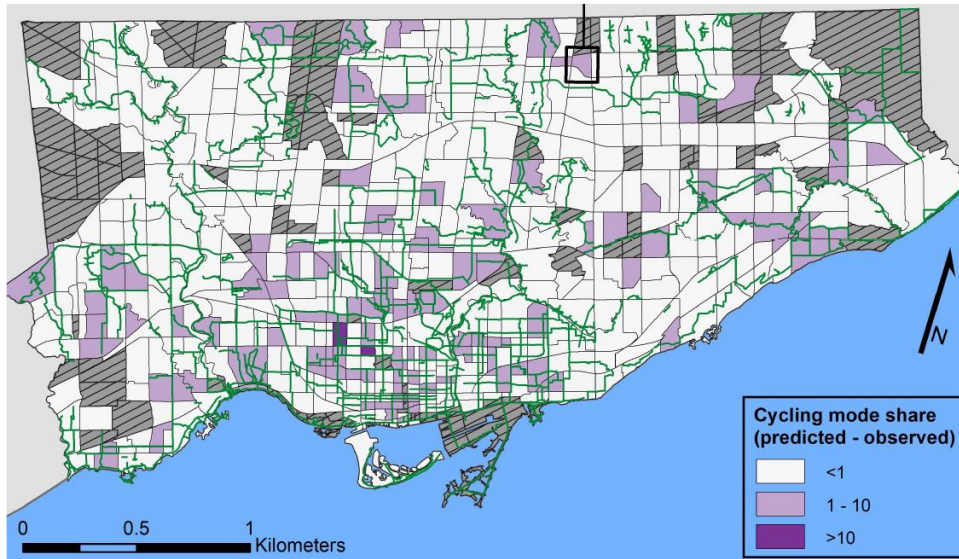 N
Cycling mode share
(predicted - observed)
<1
1 - 10
>10
0 0.5 1
Kilometers